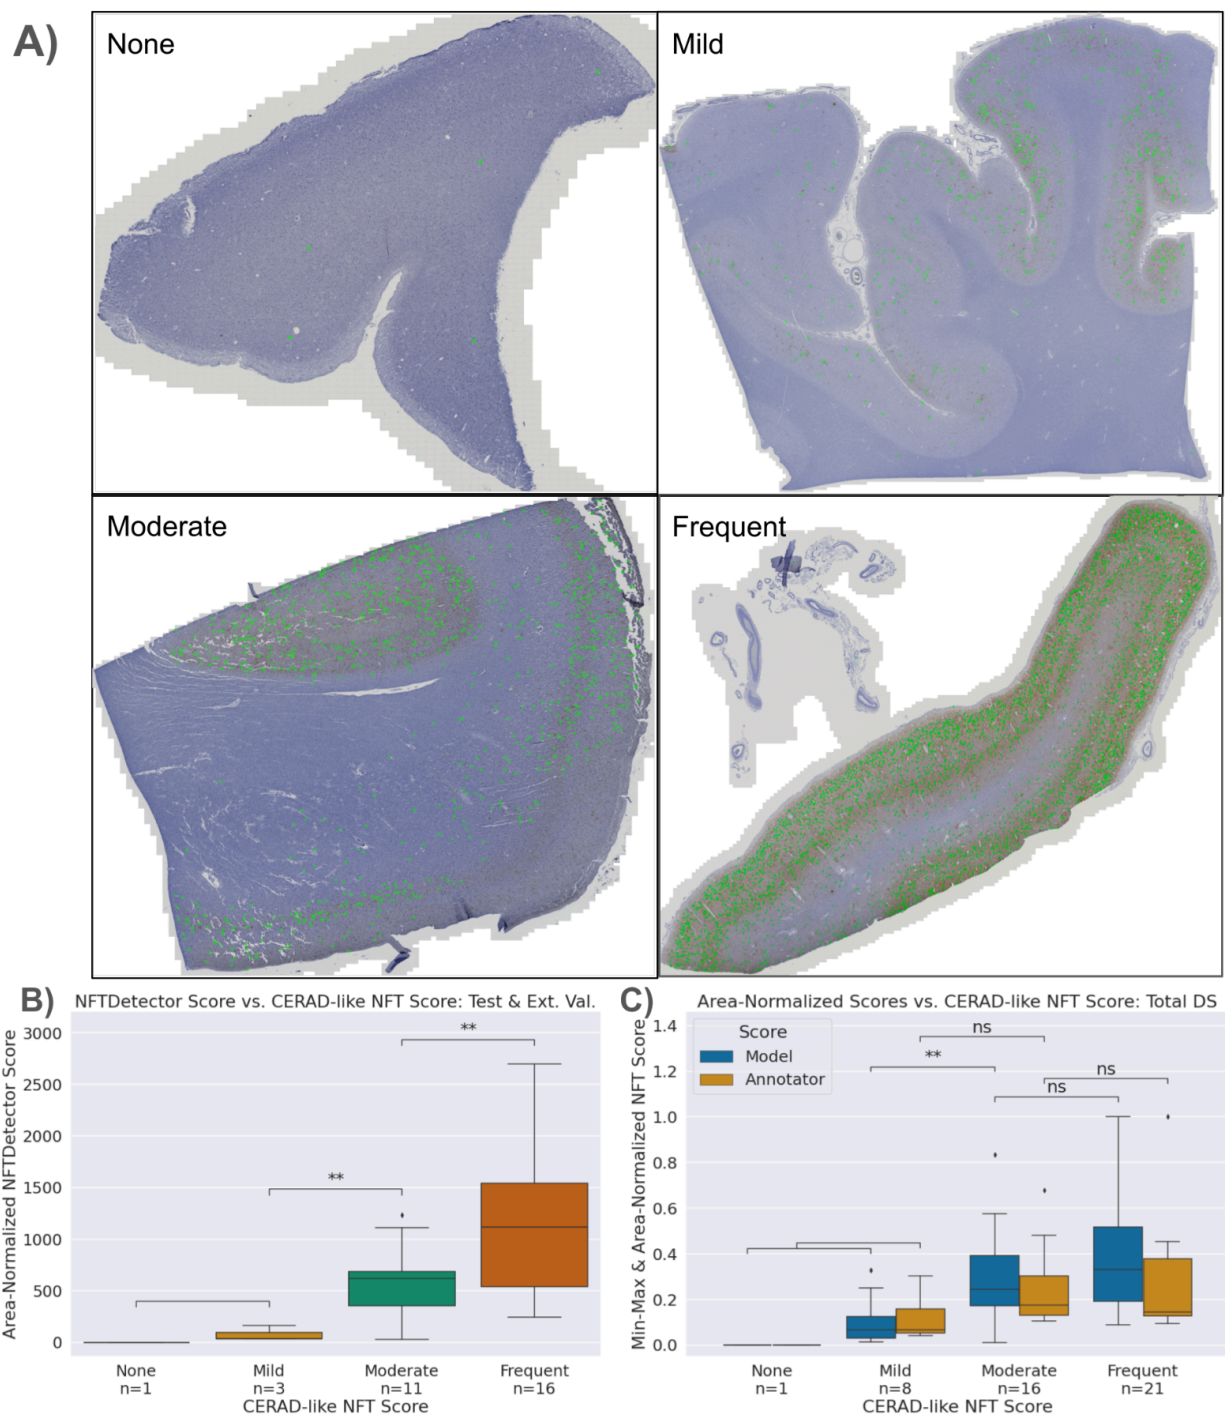 A)
None
Mild
Moderate
Frequent
B)
NFTDetector Score vs. CERAD-like NFT Score: Test & Ext. Val.
Area-Normalized NFTDetector Score
3000
2500
2000
1500
1000
500
0
**
**
None
n=1
Mild
n=3
Moderate
n=11
Frequent
n=16
CERAD-like NFT Score
C)
Area-Normalized Scores vs. CERAD-like NFT Score: Total DS
Min-Max & Area-Normalized NFT Score
1.4
1.2
1.0
0.8
0.6
0.4
0.2
0.0
Score
Model
Annotator
ns
**
ns
ns
None
n=1
Mild
n=8
Moderate
n=16
Frequent
n=21
CERAD-like NFT Score